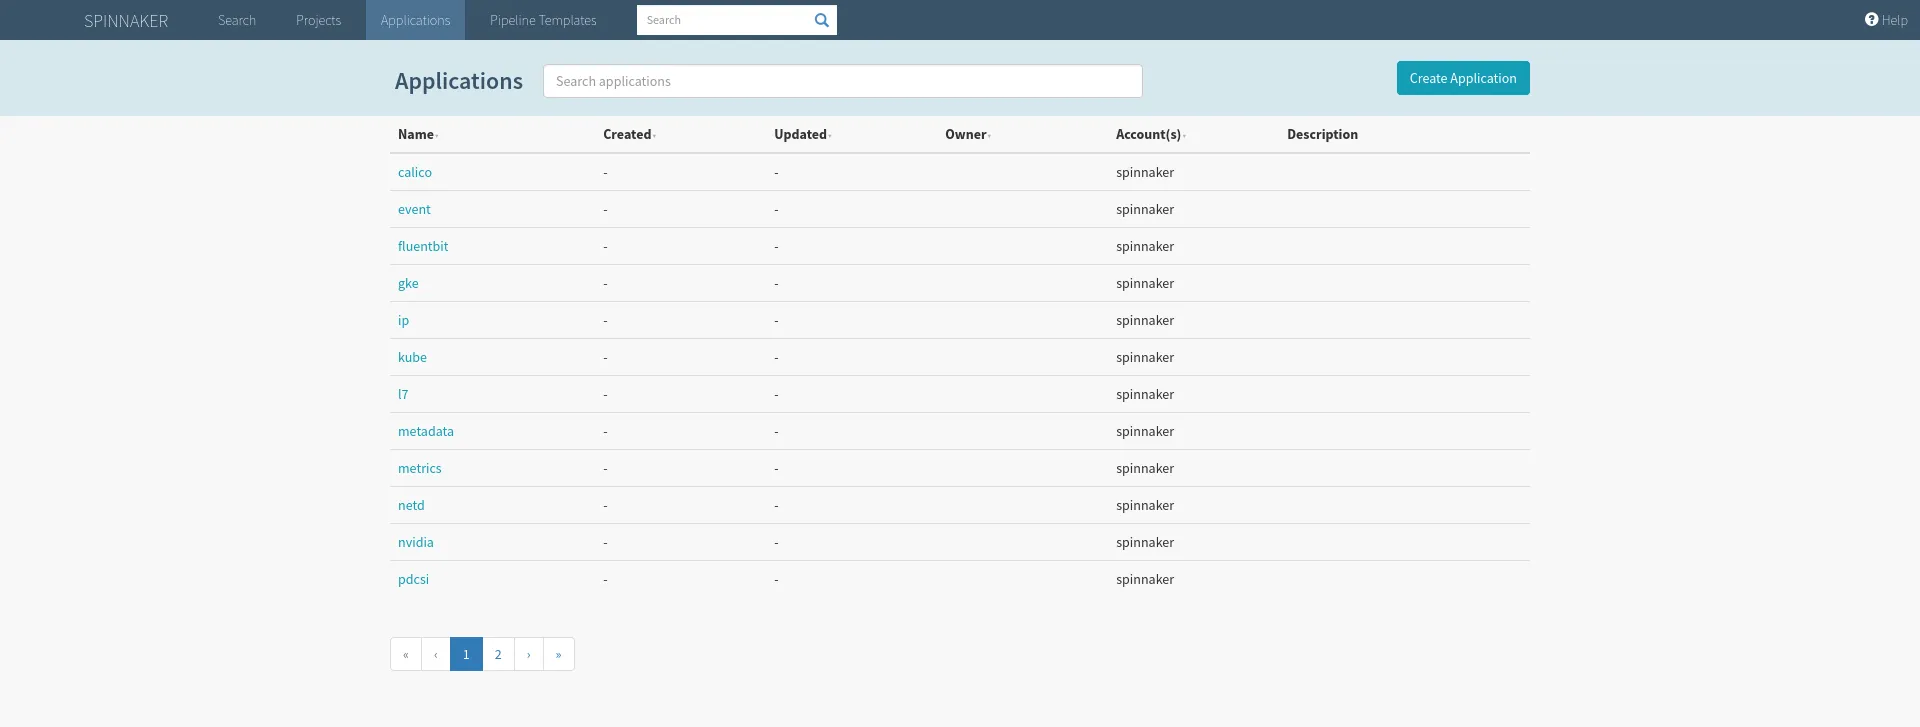 SPINNAKER Search Projects Applications Pipeline Templates Search Help
Applications Search applications Create Application
Name Created Updated Owner Account(s) Description
calico - - spinnaker
event - - spinnaker
fluentbit - - spinnaker
gke - - spinnaker
ip - - spinnaker
kube - - spinnaker
l7 - - spinnaker
metadata - - spinnaker
metrics - - spinnaker
netd - - spinnaker
nvidia - - spinnaker
pdcsi - - spinnaker
« ‹ 1 2 › »